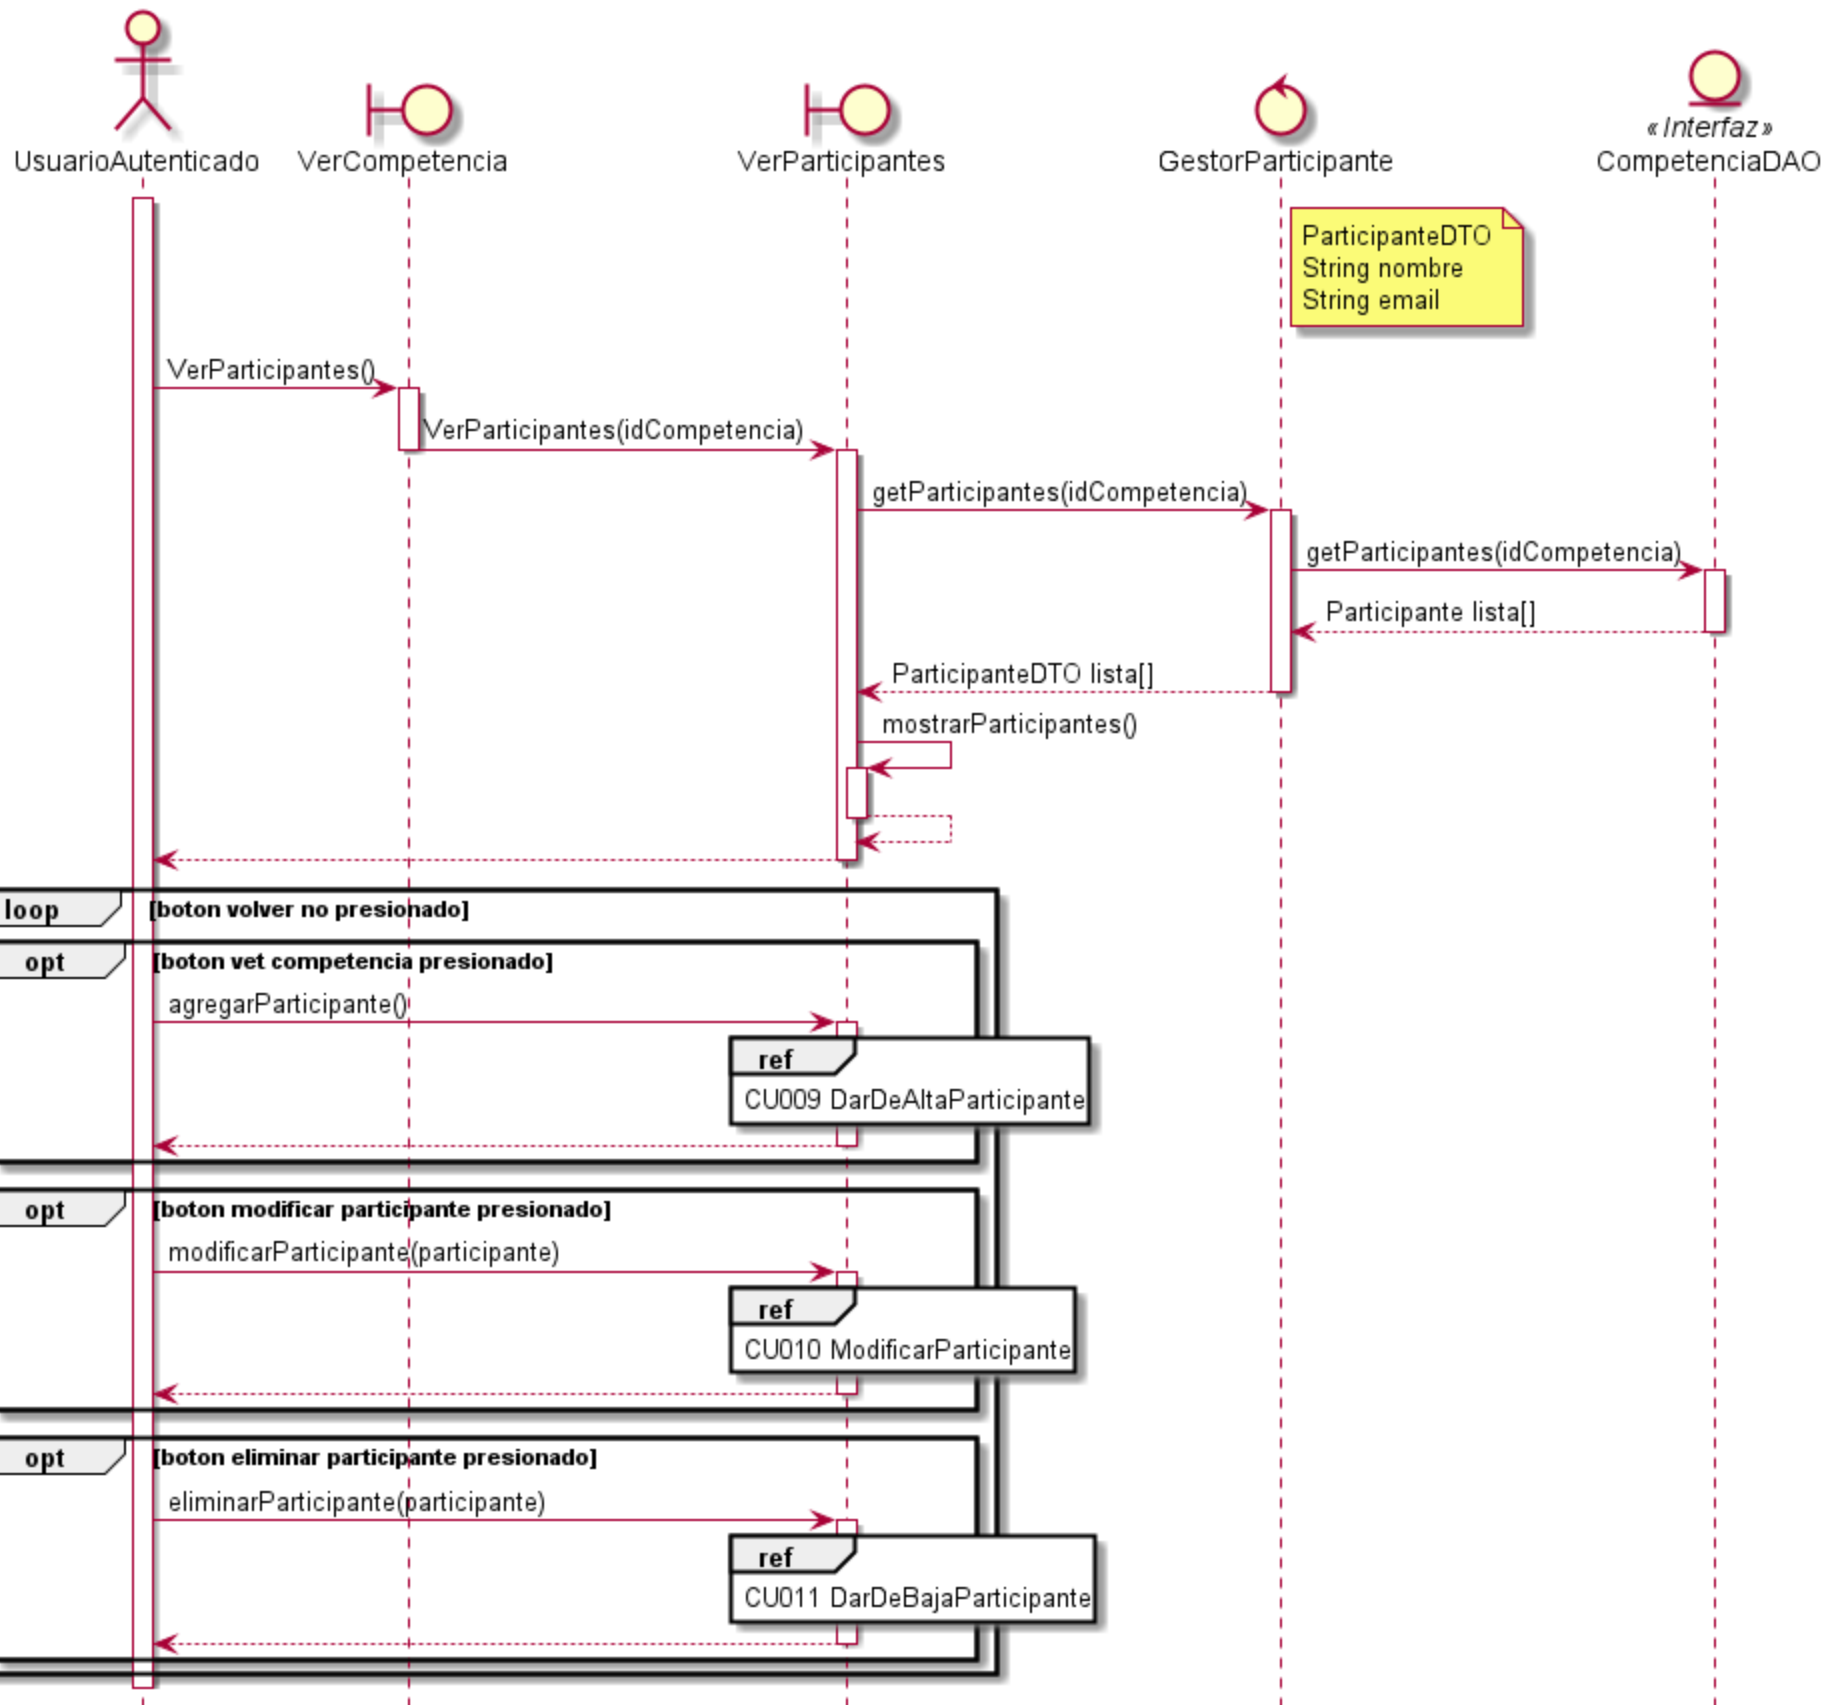 «Interfaz»
UsuarioAutenticado
VerCompetencia
VerParticipantes
GestorParticipante
CompetenciaDAO
ParticipanteDTO
String nombre
String email
VerParticipantes()
VerParticipantes(idCompetencia)
getParticipantes(idCompetencia)
getParticipantes(idCompetencia)
Participante lista[]
ParticipanteDTO lista[]
mostrarParticipantes()
loop [boton volver no presionado]
opt [boton vet competencia presionado]
agregarParticipante()
ref
CU009 DarDeAltaParticipante
opt [boton modificar participante presionado]
modificarParticipante(participante)
ref
CU010 ModificarParticipante
opt [boton eliminar participante presionado]
eliminarParticipante(participante)
ref
CU011 DarDeBajaParticipante